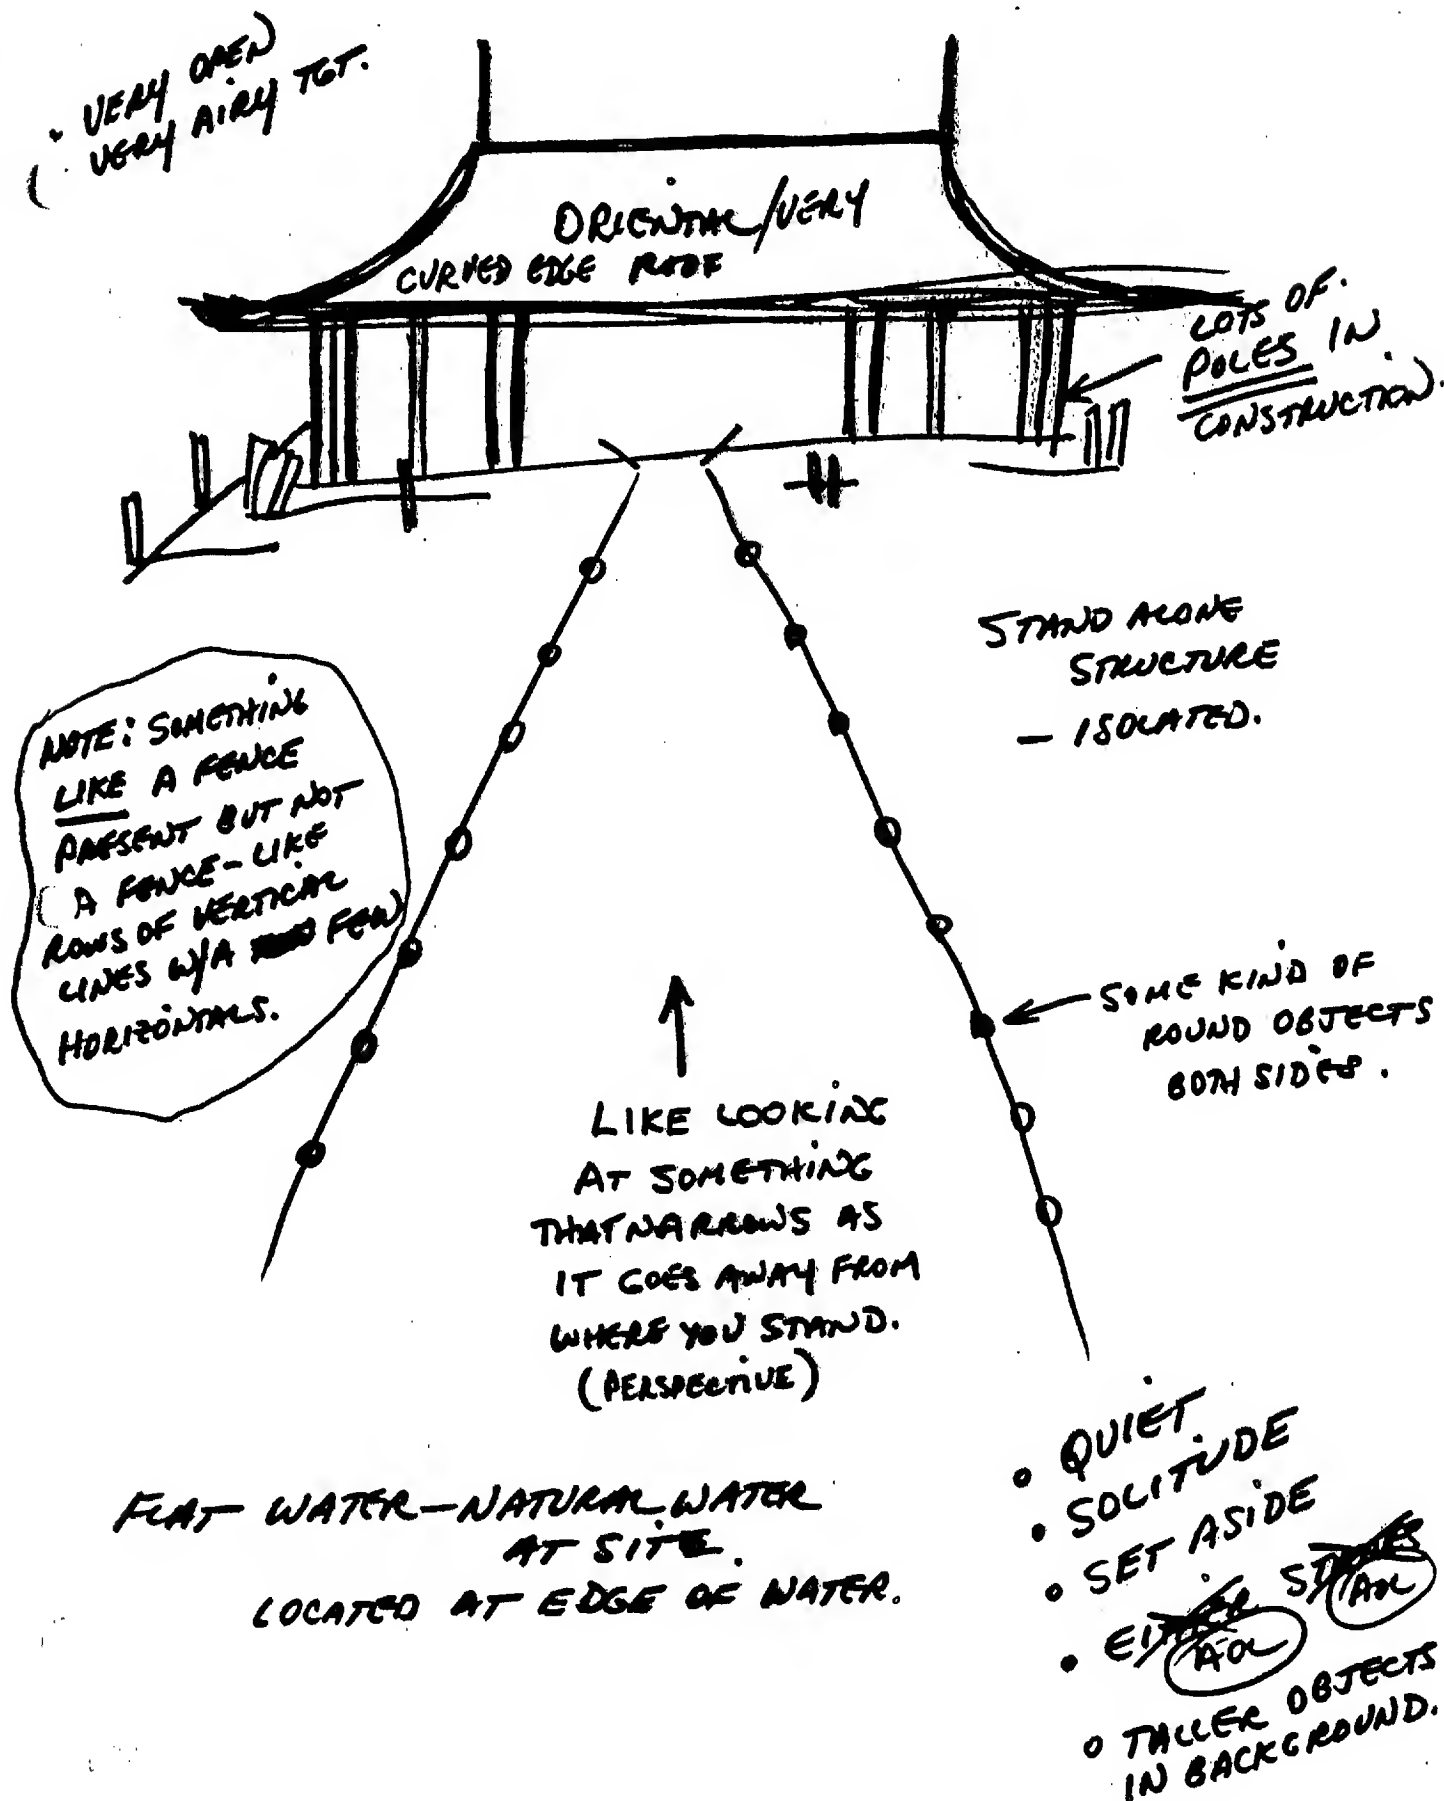 · VERY OPEN
· VERY AIRY TGT.
ORIENTAL/VERY
CURVED EDGE ROOF
LOTS OF
POLES IN
CONSTRUCTION.
STAND ALONE
STRUCTURE
— ISOLATED.
NOTE: SOMETHING
LIKE A FENCE
PRESENT BUT NOT
A FENCE-LIKE
ROWS OF VERTICAL
LINES W/A FEW
HORIZONTALS.
SOME KIND OF
ROUND OBJECTS
BOTH SIDES.
LIKE LOOKING
AT SOMETHING
THAT NARROWS AS
IT GOES AWAY FROM
WHERE YOU STAND.
(PERSPECTIVE)
FLAT WATER-NATURAL WATER
AT SITE.
LOCATED AT EDGE OF WATER.
• QUIET
• SOLITUDE
• SET ASIDE
• AOL AOL
• TALLER OBJECTS
IN BACKGROUND.